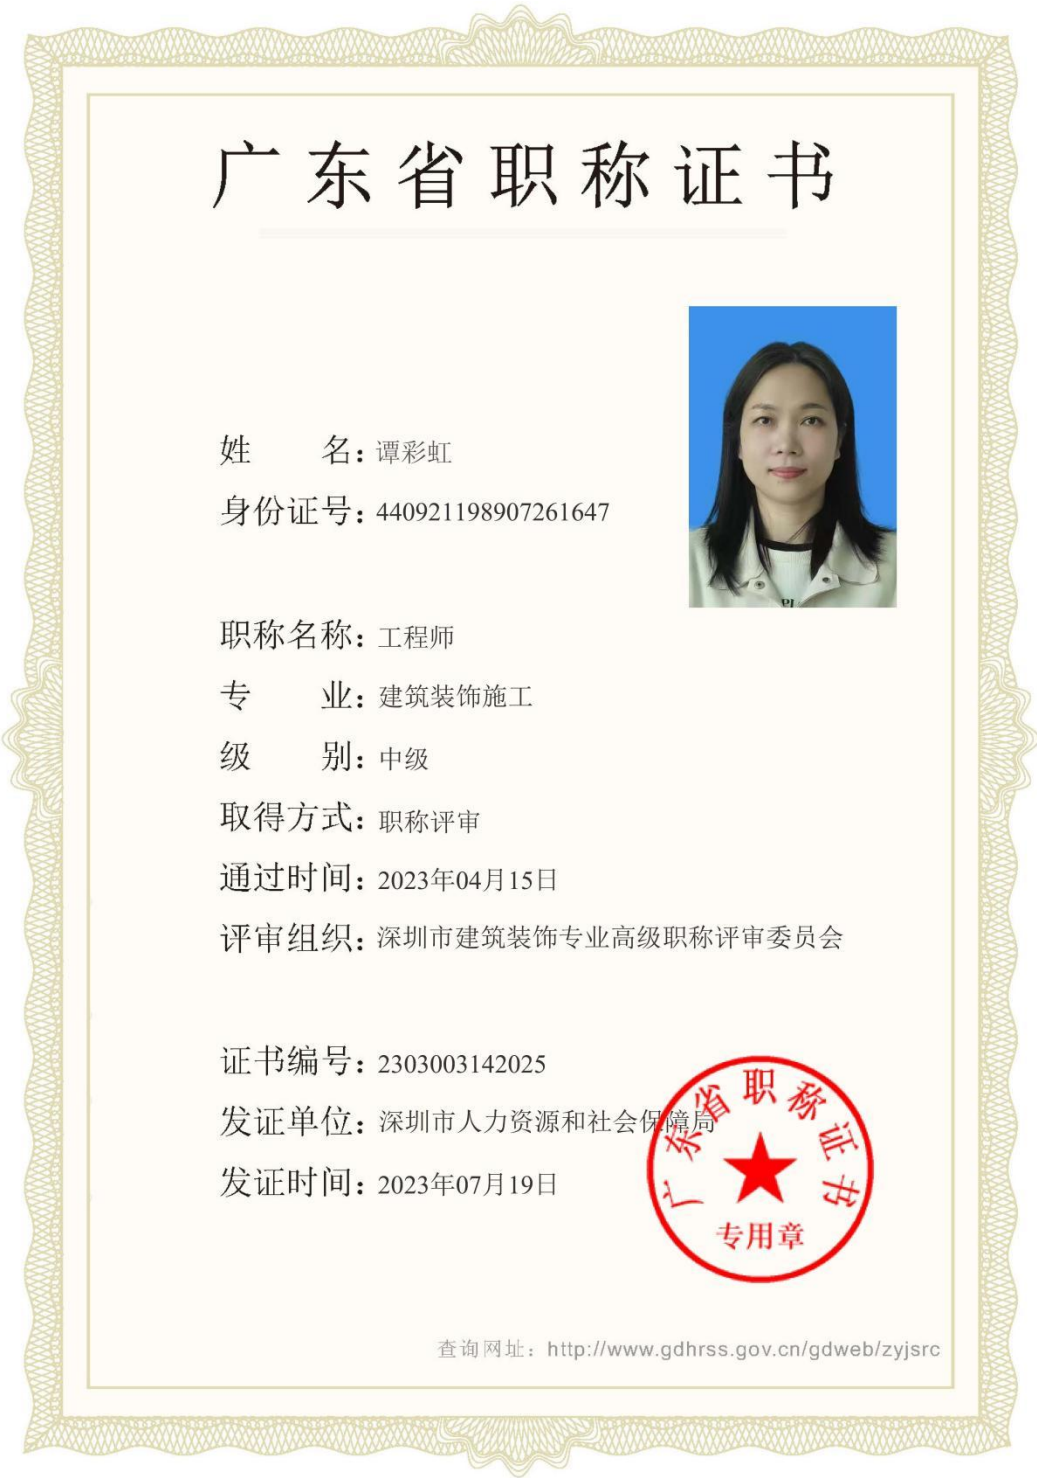 广东省职称证书
姓名：谭彩虹
身份证号：440921198907261647
职称名称：工程师
专业：建筑装饰施工
级别：中级
取得方式：职称评审
通过时间：2023年04月15日
评审组织：深圳市建筑装饰专业高级职称评审委员会
证书编号：2303003142025
发证单位：深圳市人力资源和社会保障局
发证时间：2023年07月19日
广东省职称证书
专用章
查询网址：http://www.gdhrss.gov.cn/gdweb/zyjsrc